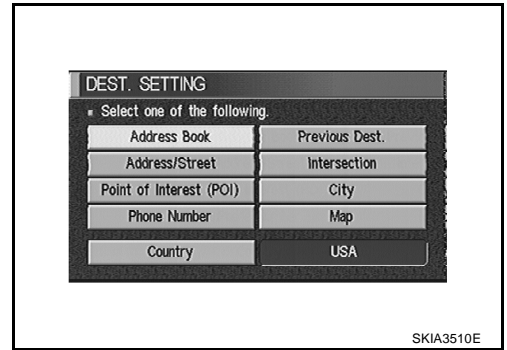 DEST. SETTING
Select one of the following.
Address Book Previous Dest.
Address/Street Intersection
Point of Interest (POI) City
Phone Number Map
Country USA
SKIA3510E